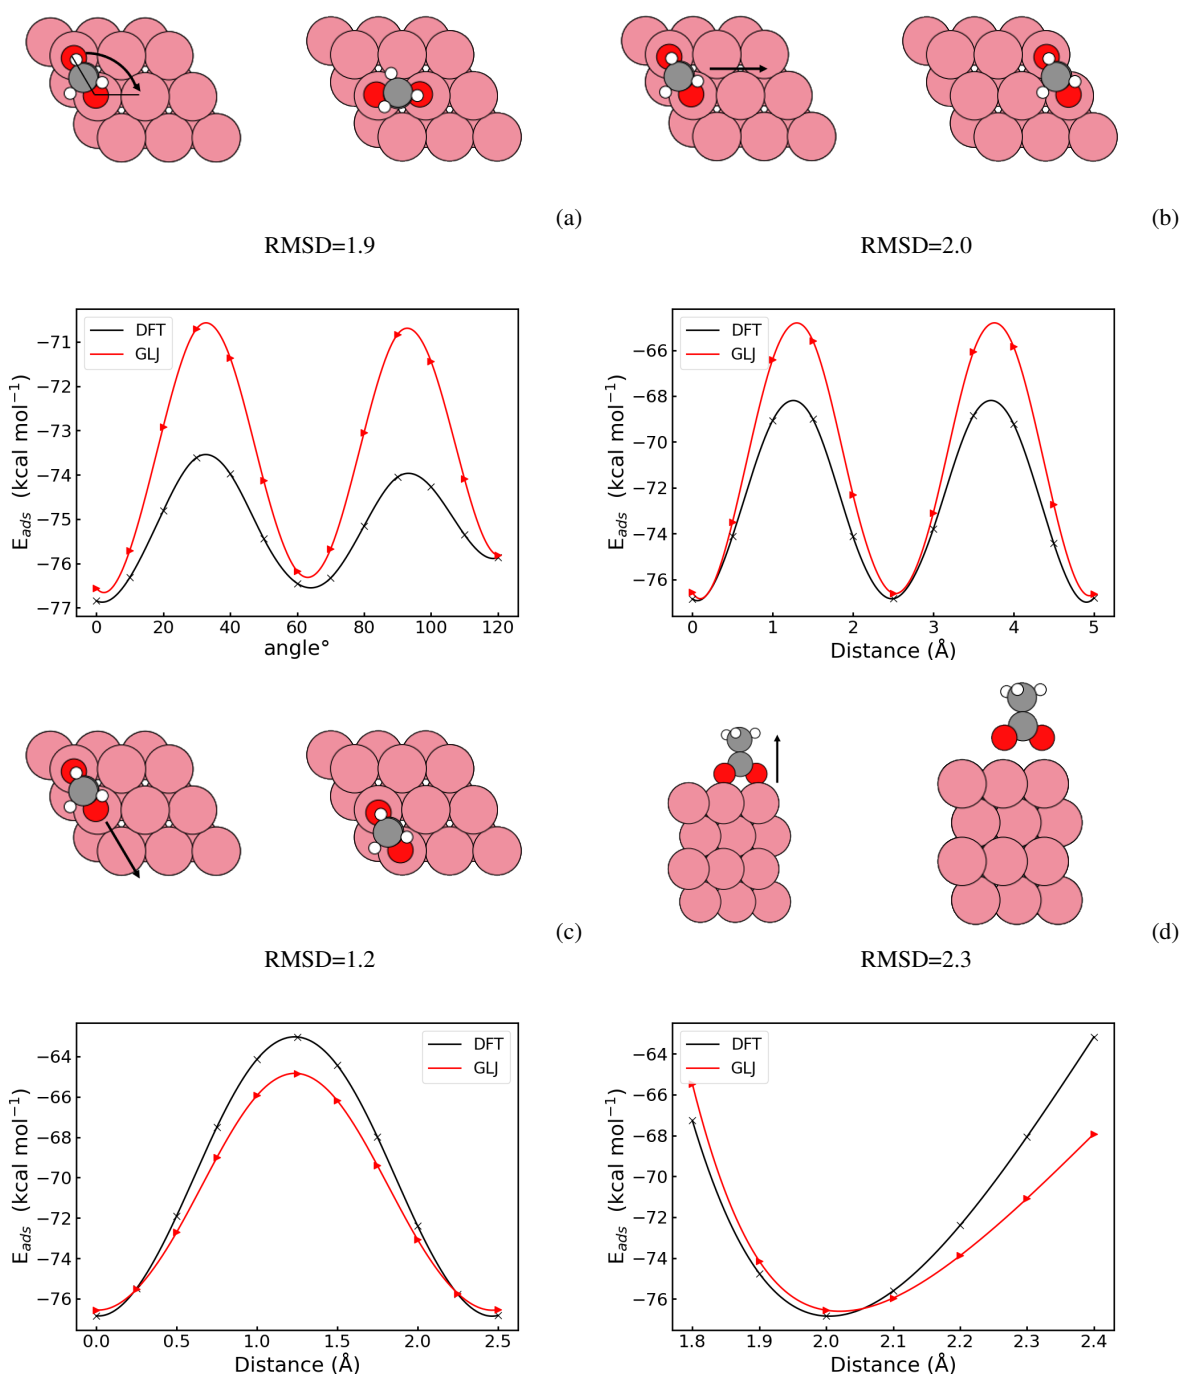 (a)
(b)
RMSD=1.9
RMSD=2.0
DFT
GLJ
−71
−72
−73
−74
−75
−76
−77
E_ads (kcal mol⁻¹)
0 20 40 60 80 100 120
angle°
DFT
GLJ
−66
−68
−70
−72
−74
−76
E_ads (kcal mol⁻¹)
0 1 2 3 4 5
Distance (Å)
(c)
(d)
RMSD=1.2
RMSD=2.3
DFT
GLJ
−64
−66
−68
−70
−72
−74
−76
E_ads (kcal mol⁻¹)
0.0 0.5 1.0 1.5 2.0 2.5
Distance (Å)
DFT
GLJ
−64
−66
−68
−70
−72
−74
−76
E_ads (kcal mol⁻¹)
1.8 1.9 2.0 2.1 2.2 2.3 2.4
Distance (Å)